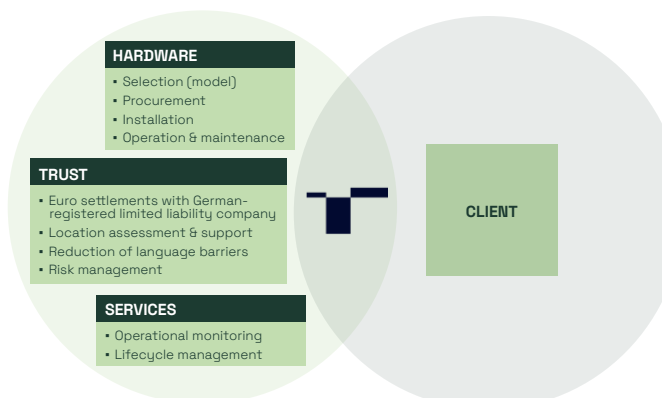 HARDWARE
▪ Selection (model)
▪ Procurement
▪ Installation
▪ Operation & maintenance
TRUST
▪ Euro settlements with German-
registered limited liability company
▪ Location assessment & support
▪ Reduction of language barriers
▪ Risk management
SERVICES
▪ Operational monitoring
▪ Lifecycle management
CLIENT